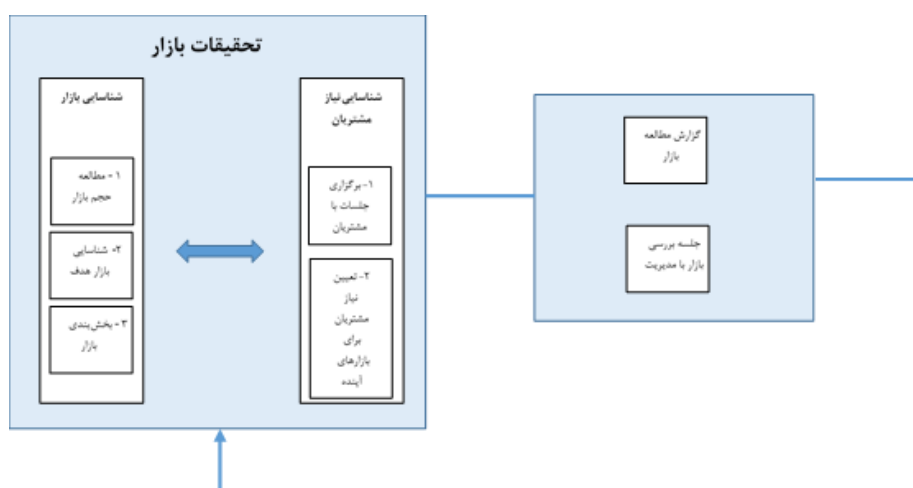 تحقیقات بازار
شناسایی نیاز
مشتریان
۱- برگزاری
جلسات با
مشتریان
۲- تعیین
نیاز
مشتریان
برای
بازارهای
آینده
شناسایی بازار
۱ - مطالعه
حجم بازار
۲- شناسایی
بازار هدف
۳ - بخش‌بندی
بازار
گزارش مطالعه
بازار
جلسه بررسی
بازار با مدیریت